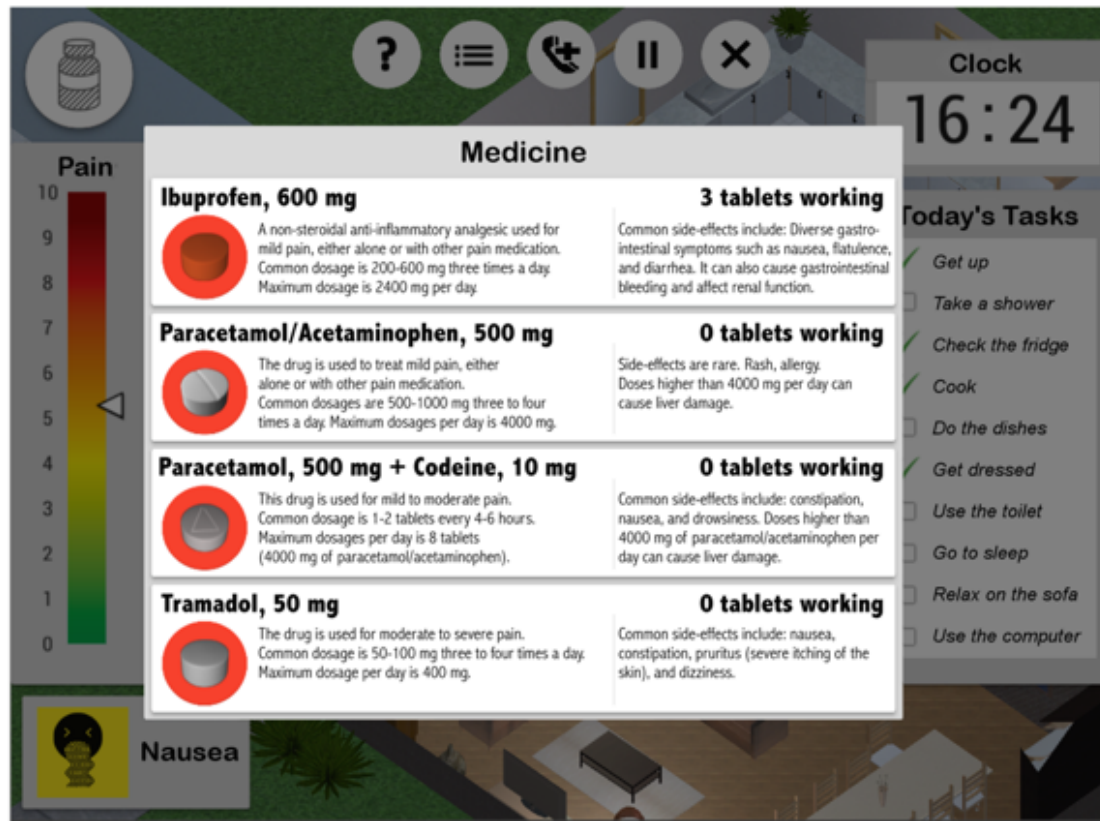 ?
Clock
16:24
Pain
10
9
8
7
6
5
4
3
2
1
0
Medicine
Ibuprofen, 600 mg
3 tablets working
A non-steroidal anti-inflammatory analgesic used for
mild pain, either alone or with other pain medication.
Common dosage is 200-600 mg three times a day.
Maximum dosage is 2400 mg per day.
Common side-effects include: Diverse gastro-
intestinal symptoms such as nausea, flatulence,
and diarrhea. It can also cause gastrointestinal
bleeding and affect renal function.
Paracetamol/Acetaminophen, 500 mg
0 tablets working
The drug is used to treat mild pain, either
alone or with other pain medication.
Common dosages are 500-1000 mg three to four
times a day. Maximum dosages per day is 4000 mg.
Side-effects are rare. Rash, allergy.
Doses higher than 4000 mg per day can
cause liver damage.
Paracetamol, 500 mg + Codeine, 10 mg
0 tablets working
This drug is used for mild to moderate pain.
Common dosage is 1-2 tablets every 4-6 hours.
Maximum dosages per day is 8 tablets
(4000 mg of paracetamol/acetaminophen).
Common side-effects include: constipation,
nausea, and drowsiness. Doses higher than
4000 mg of paracetamol/acetaminophen per
day can cause liver damage.
Tramadol, 50 mg
0 tablets working
The drug is used for moderate to severe pain.
Common dosage is 50-100 mg three to four times a day.
Maximum dosage per day is 400 mg.
Common side-effects include: nausea,
constipation, pruritus (severe itching of the
skin), and dizziness.
Today's Tasks
Get up
Take a shower
Check the fridge
Cook
Do the dishes
Get dressed
Use the toilet
Go to sleep
Relax on the sofa
Use the computer
Nausea